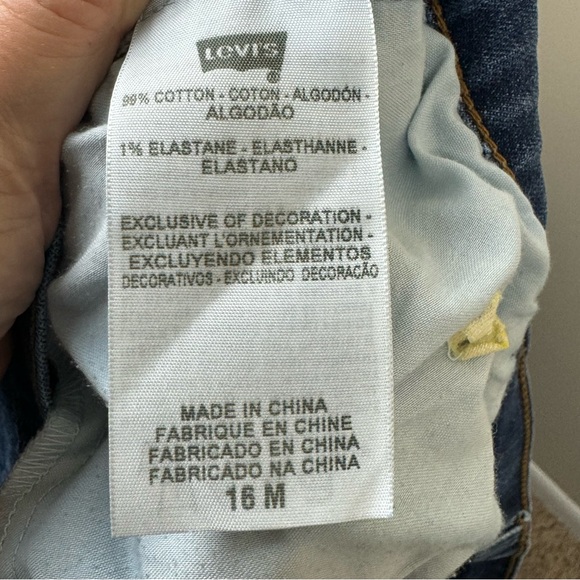 Levi's
®
99% COTTON - COTON - ALGODÓN -
ALGODÃO
1% ELASTANE - ELASTHANNE -
ELASTANO
EXCLUSIVE OF DECORATION -
EXCLUANT L'ORNEMENTATION -
EXCLUYENDO ELEMENTOS
DECORATIVOS - EXCLUINDO DECORAÇÃO
MADE IN CHINA
FABRIQUE EN CHINE
FABRICADO EN CHINA
FABRICADO NA CHINA
16 M